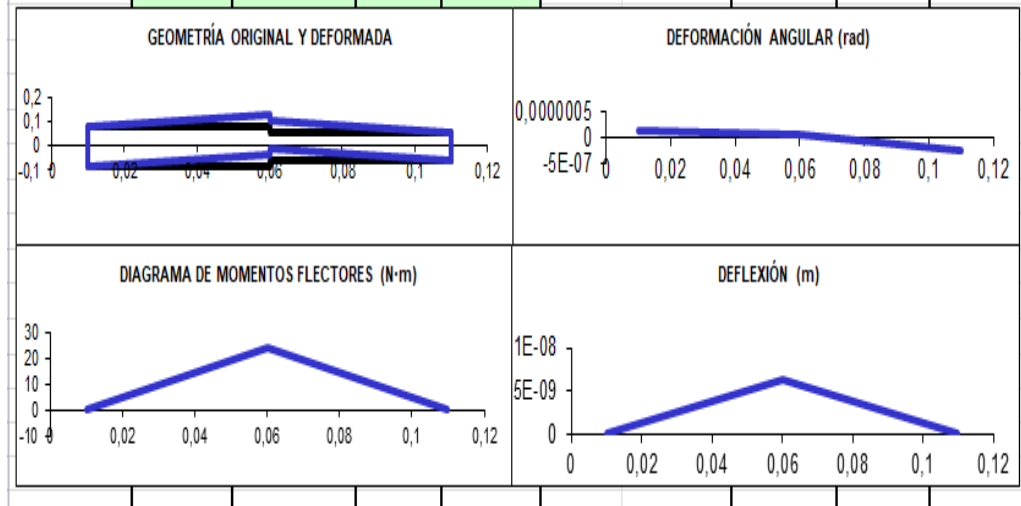 GEOMETRÍA ORIGINAL Y DEFORMADA
0,2
0,1
0
-0,1
0 0,02 0,04 0,06 0,08 0,1 0,12
DEFORMACIÓN ANGULAR (rad)
0,0000005
0
-5E-07
0 0,02 0,04 0,06 0,08 0,1 0,12
DIAGRAMA DE MOMENTOS FLECTORES (N·m)
30
20
10
0
-10
0 0,02 0,04 0,06 0,08 0,1 0,12
DEFLEXIÓN (m)
1E-08
5E-09
0
0 0,02 0,04 0,06 0,08 0,1 0,12